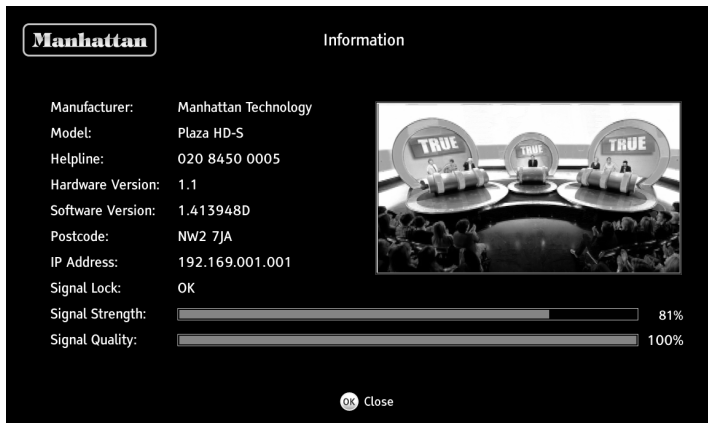 Manhattan
Information
Manufacturer: Manhattan Technology
Model: Plaza HD-S
Helpline: 020 8450 0005
Hardware Version: 1.1
Software Version: 1.413948D
Postcode: NW2 7JA
IP Address: 192.169.001.001
Signal Lock: OK
Signal Strength: 81%
Signal Quality: 100%
TRUE
TRUE
TRUE
OK Close